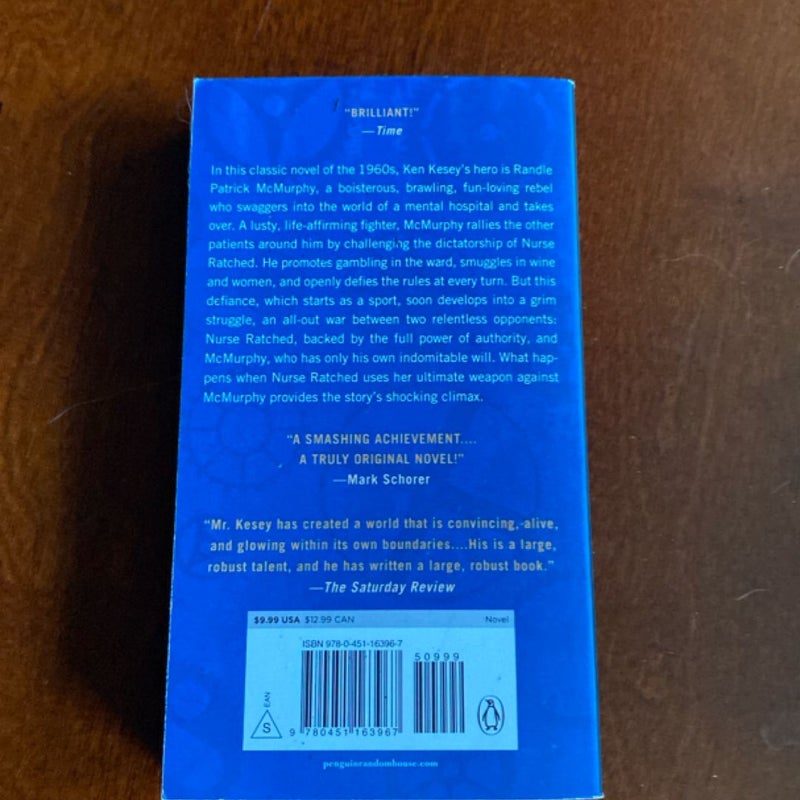 "BRILLIANT!"
—Time
In this classic novel of the 1960s, Ken Kesey's hero is Randle
Patrick McMurphy, a boisterous, brawling, fun-loving rebel
who swaggers into the world of a mental hospital and takes
over. A lusty, life-affirming fighter, McMurphy rallies the other
patients around him by challenging the dictatorship of Nurse
Ratched. He promotes gambling in the ward, smuggles in wine
and women, and openly defies the rules at every turn. But this
defiance, which starts as a sport, soon develops into a grim
struggle, an all-out war between two relentless opponents:
Nurse Ratched, backed by the full power of authority, and
McMurphy, who has only his own indomitable will. What hap-
pens when Nurse Ratched uses her ultimate weapon against
McMurphy provides the story's shocking climax.
"A SMASHING ACHIEVEMENT....
A TRULY ORIGINAL NOVEL!"
—Mark Schorer
"Mr. Kesey has created a world that is convincing, alive,
and glowing within its own boundaries....His is a large,
robust talent, and he has written a large, robust book."
—The Saturday Review
$9.99 USA $12.99 CAN Novel
ISBN 978-0-451-16396-7
50999
EAN
S
9 780451 163967
penguinrandomhouse.com